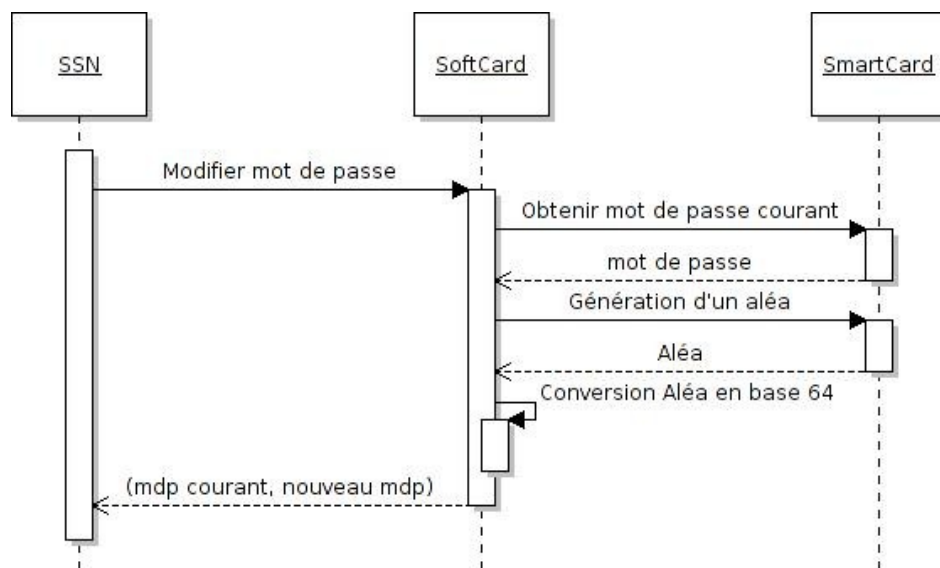 SSN
SoftCard
SmartCard
Modifier mot de passe
Obtenir mot de passe courant
mot de passe
Génération d'un aléa
Aléa
Conversion Aléa en base 64
(mdp courant, nouveau mdp)